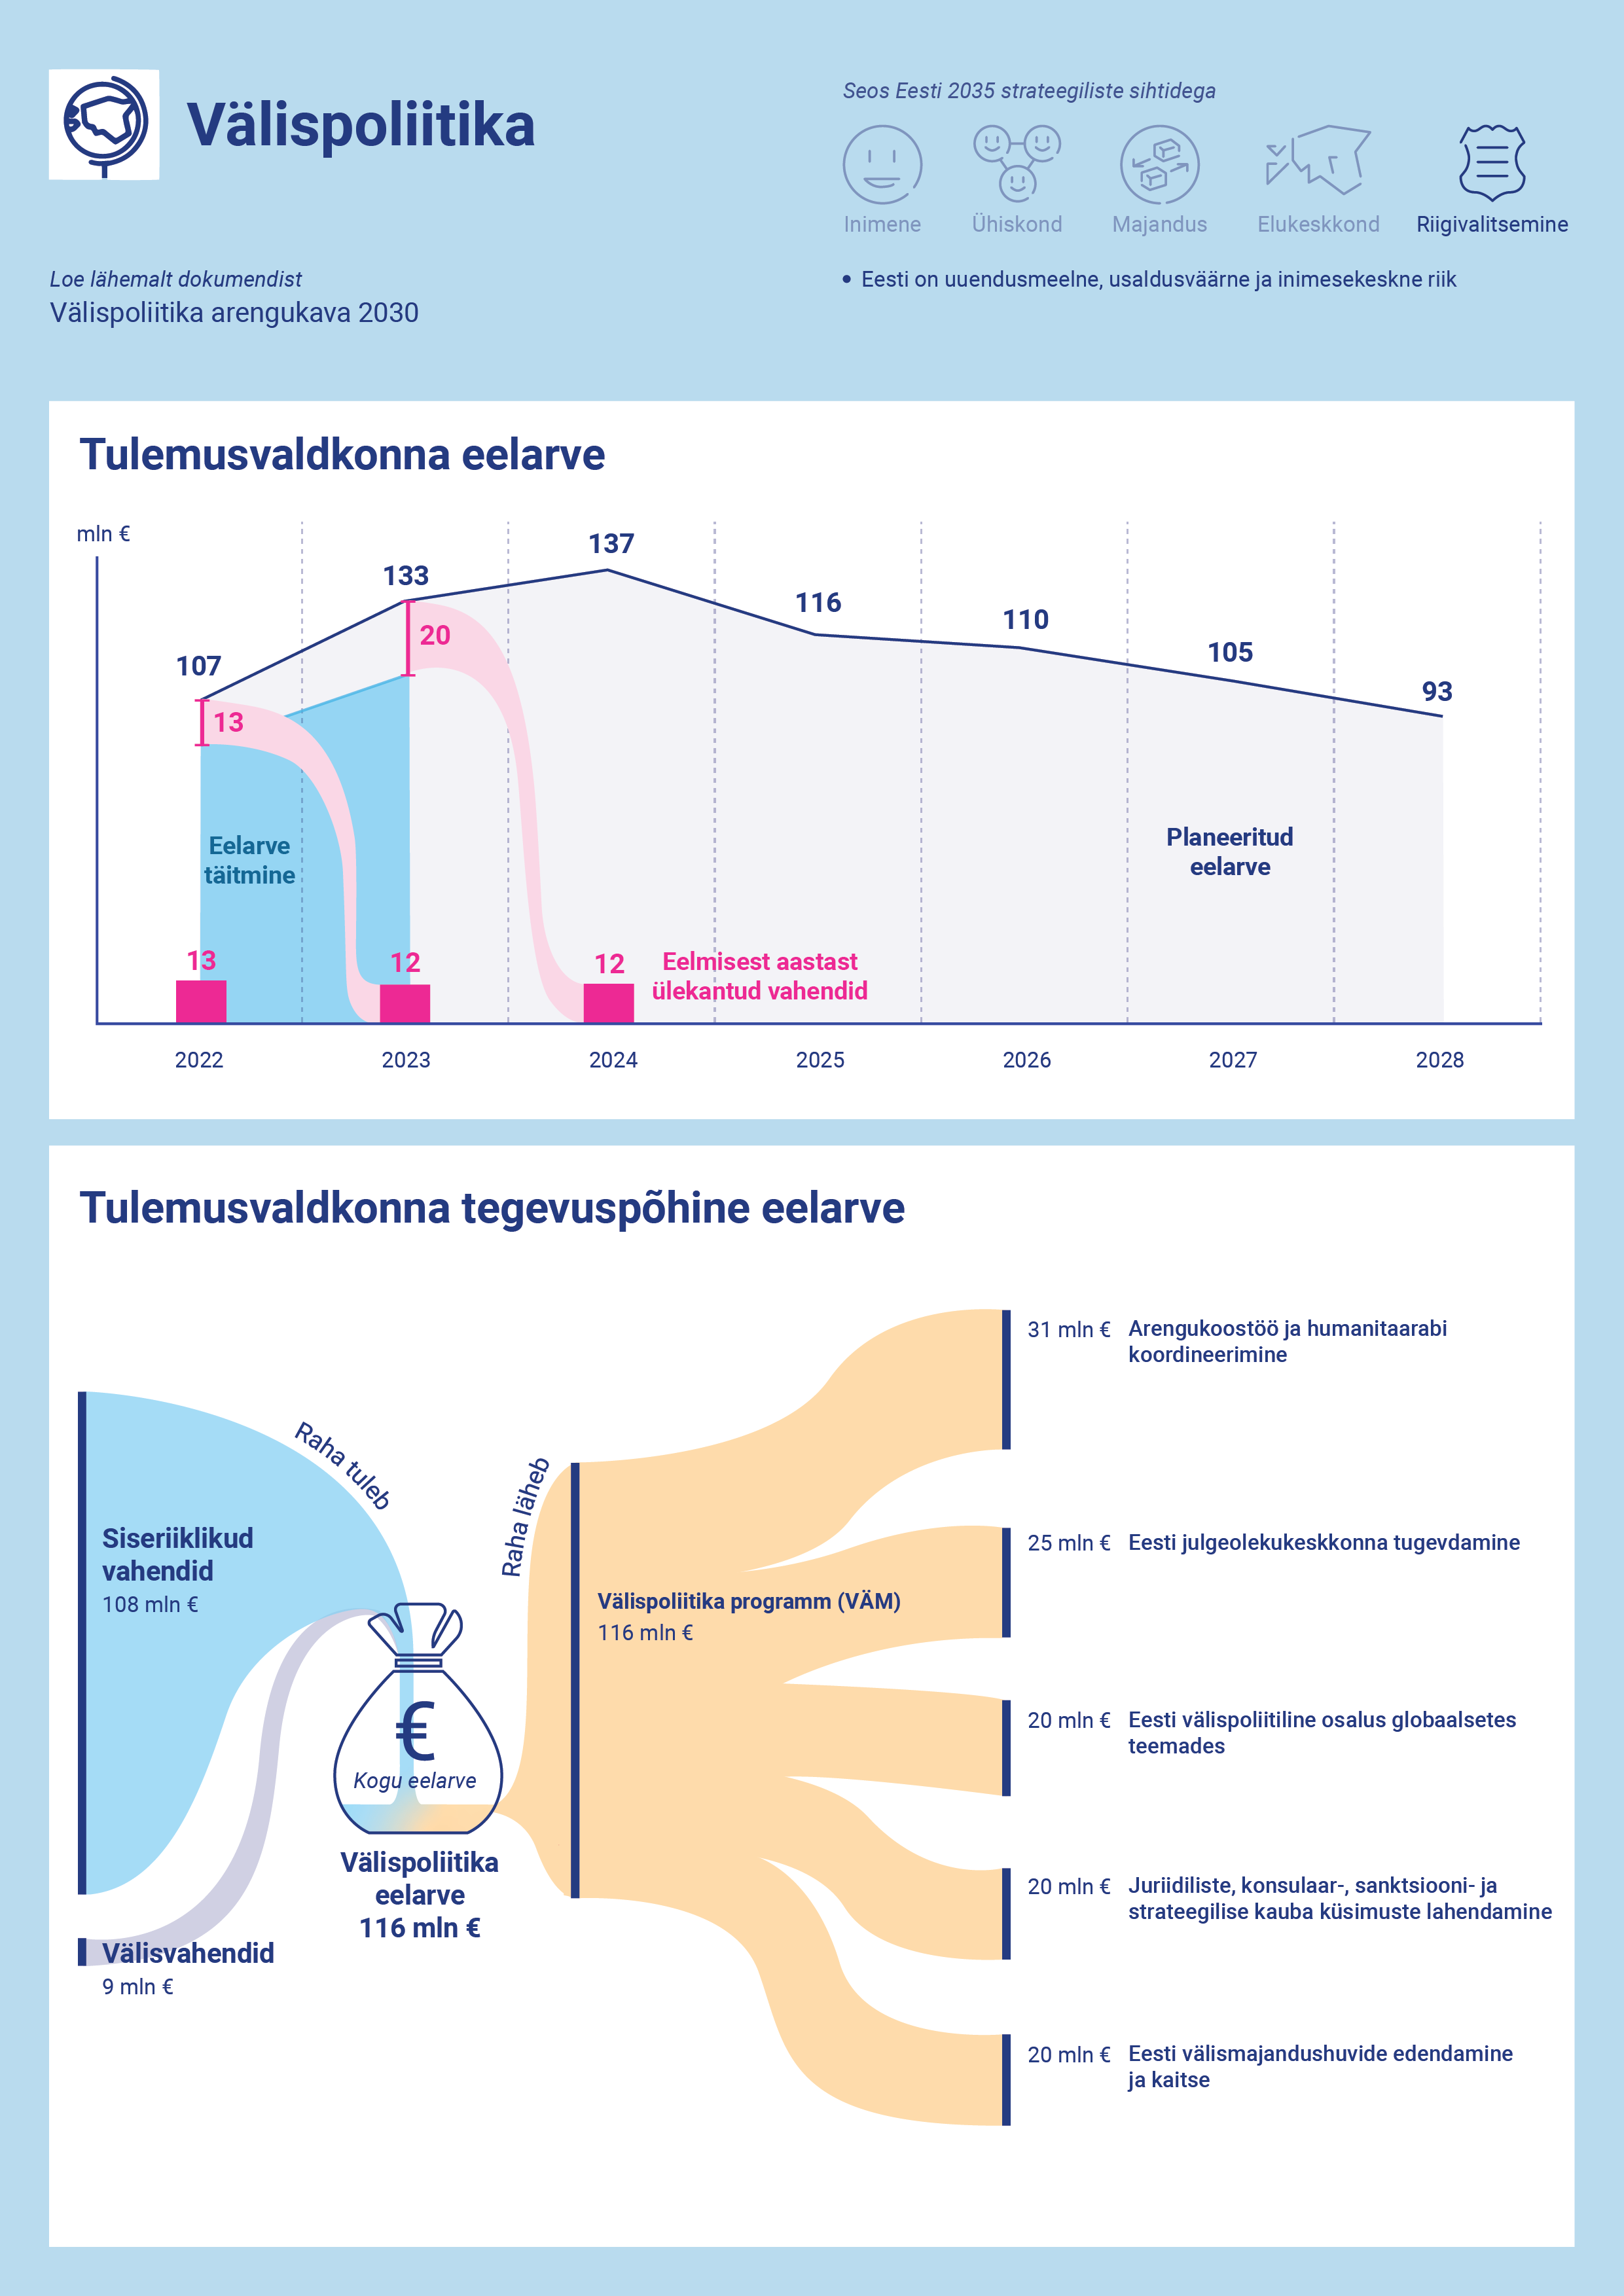 Välispoliitika
Loe lähemalt dokumendist
Välispoliitika arengukava 2030
Seos Eesti 2035 strateegiliste sihtidega
Inimene
Ühiskond
Majandus
Elukeskkond
Riigivalitsemine
• Eesti on uuendusmeelne, usaldusväärne ja inimesekeskne riik
Tulemusvaldkonna eelarve
mln €
107
133
137
116
110
105
93
13
20
Eelarve
täitmine
Planeeritud
eelarve
13
12
12
Eelmisest aastast
ülekantud vahendid
2022
2023
2024
2025
2026
2027
2028
Tulemusvaldkonna tegevuspõhine eelarve
Raha tuleb
Siseriiklikud
vahendid
108 mln €
Välisvahendid
9 mln €
€
Kogu eelarve
Välispoliitika
eelarve
116 mln €
Raha läheb
Välispoliitika programm (VÄM)
116 mln €
31 mln € Arengukoostöö ja humanitaarabi
koordineerimine
25 mln € Eesti julgeolekukeskkonna tugevdamine
20 mln € Eesti välispoliitiline osalus globaalsetes
teemades
20 mln € Juriidiliste, konsulaar-, sanktsiooni- ja
strateegilise kauba küsimuste lahendamine
20 mln € Eesti välismajandushuvide edendamine
ja kaitse